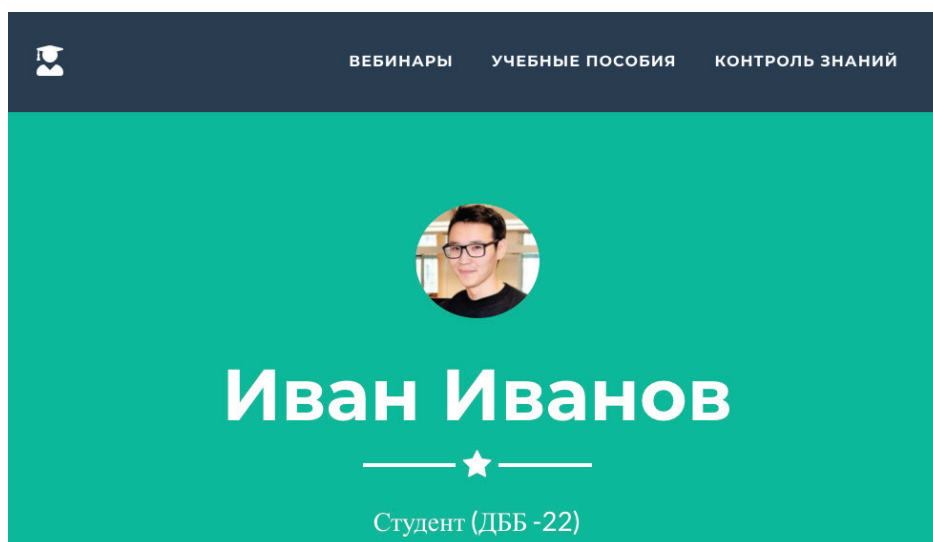 ВЕБИНАРЫ УЧЕБНЫЕ ПОСОБИЯ КОНТРОЛЬ ЗНАНИЙ
Иван Иванов
Студент (ДББ -22)